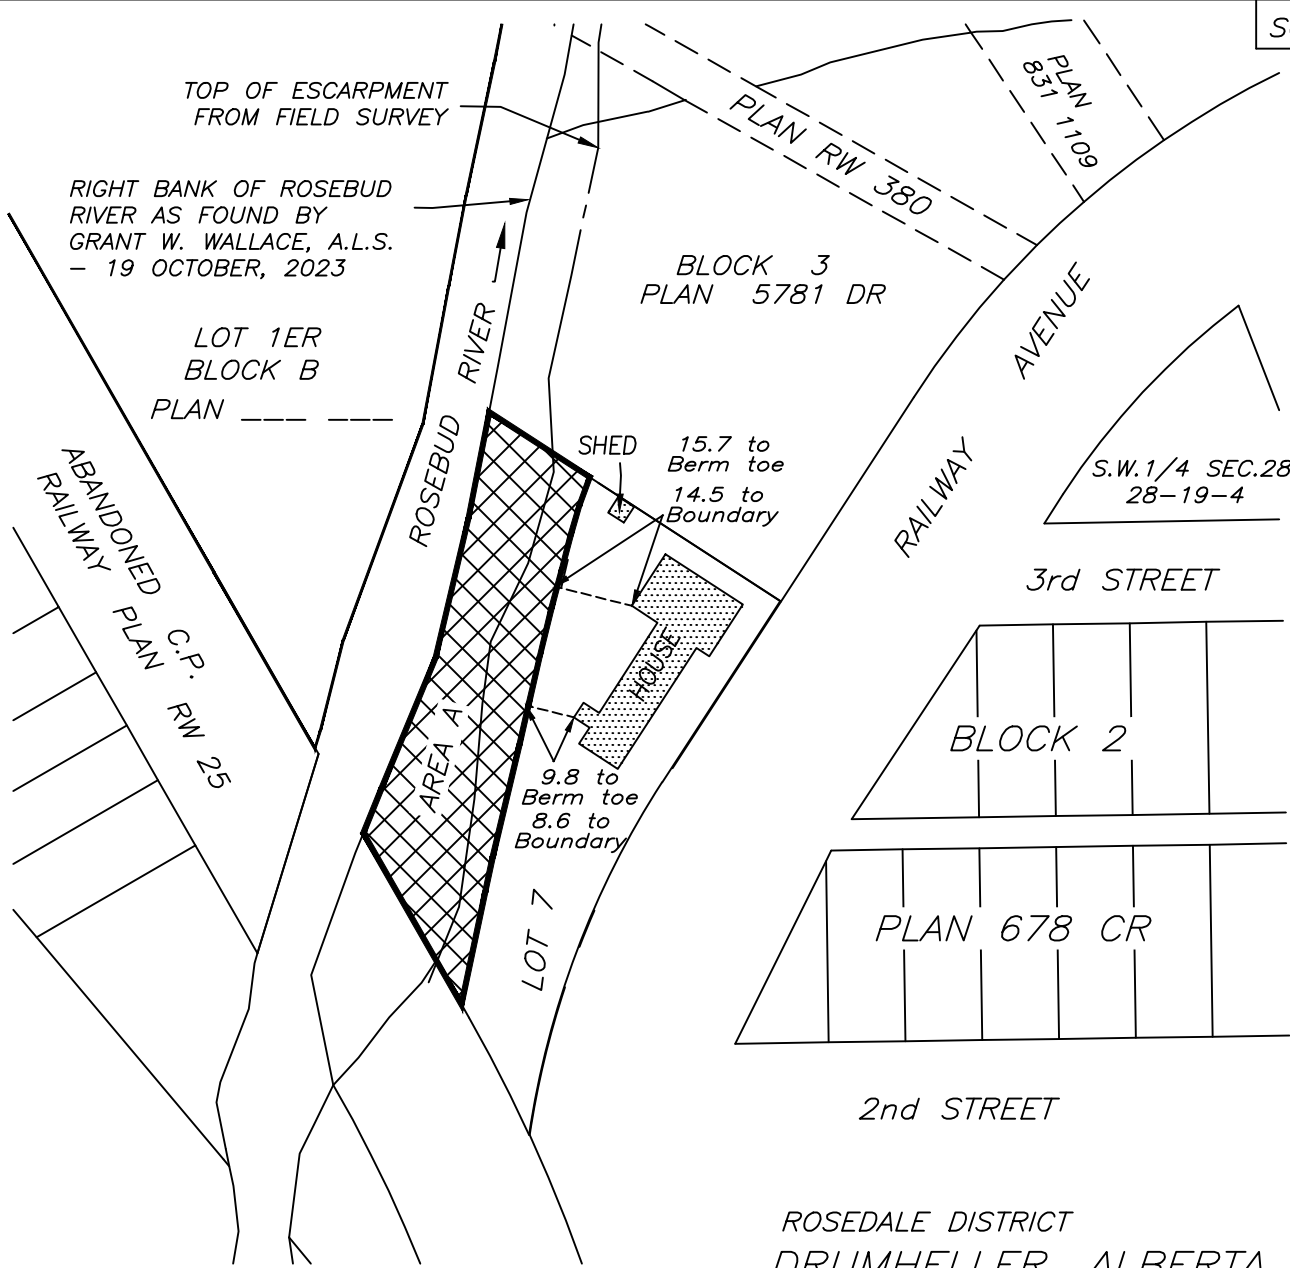 TOP OF ESCARPMENT
FROM FIELD SURVEY
RIGHT BANK OF ROSEBUD
RIVER AS FOUND BY
GRANT W. WALLACE, A.L.S.
– 19 OCTOBER, 2023
LOT 1ER
BLOCK B
PLAN ___ ___
ABANDONED C.P.
RAILWAY PLAN RW 25
ROSEBUD RIVER
PLAN RW 380
PLAN
831 1109
BLOCK 3
PLAN 5781 DR
SHED
15.7 to
Berm toe
14.5 to
Boundary
HOUSE
AREA A
9.8 to
Berm toe
8.6 to
Boundary
LOT 7
RAILWAY AVENUE
S.W.1/4 SEC.28
28–19–4
3rd STREET
BLOCK 2
PLAN 678 CR
2nd STREET
ROSEDALE DISTRICT
DRUMHELLER, ALBERTA